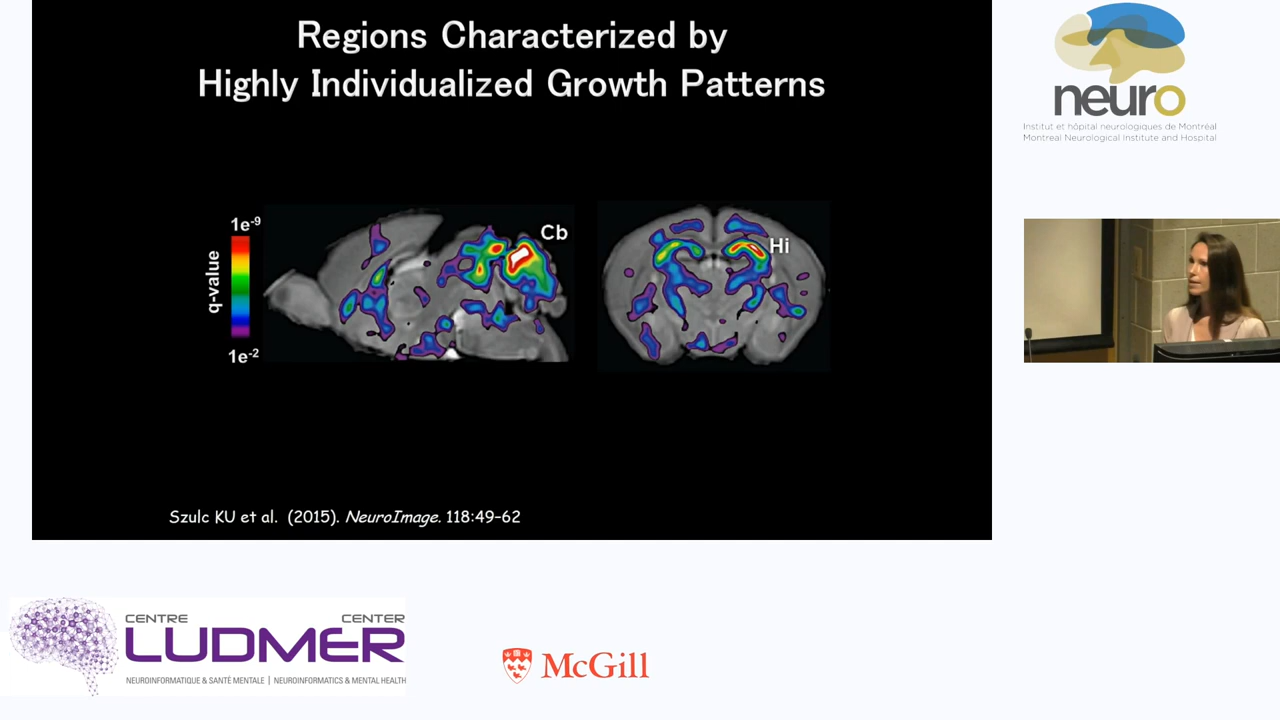 Regions Characterized by
Highly Individualized Growth Patterns
1e-9
q-value
1e-2
Cb
Hi
Szulc KU et al. (2015). NeuroImage. 118:49-62
neuro
Institut et hôpital neurologiques de Montréal
Montreal Neurological Institute and Hospital
CENTRE CENTER
LUDMER
NEUROINFORMATIQUE & SANTÉ MENTALE | NEUROINFORMATICS & MENTAL HEALTH
McGill